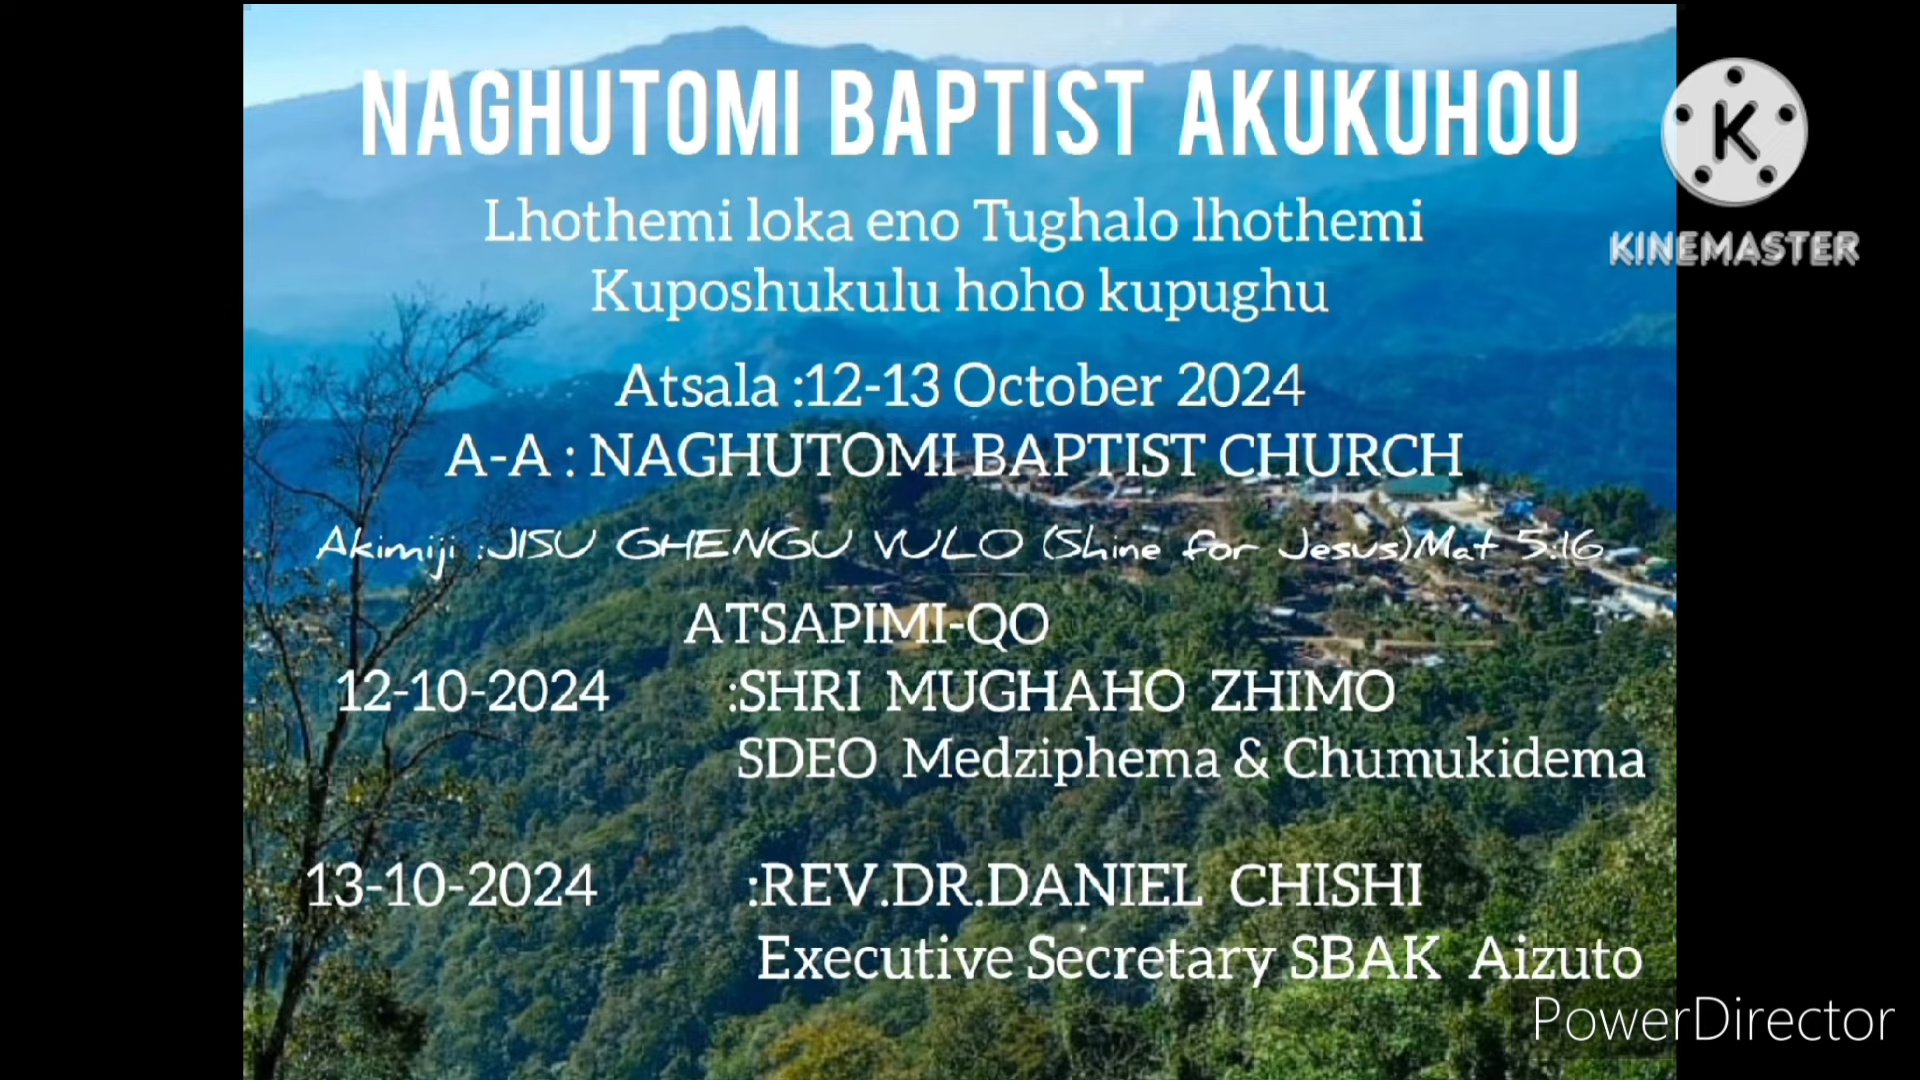 NAGHUTOMI BAPTIST AKUKUHOU
K
KINEMASTER
Lhothemi loka eno Tughalo lhothemi
Kuposhukulu hoho kupughu
Atsala :12-13 October 2024
A-A : NAGHUTOMI BAPTIST CHURCH
Akimiji :JISU GHENGU VULO (Shine for Jesus)Mat 5:16
ATSAPIMI-QO
12-10-2024 :SHRI MUGHAHO ZHIMO
SDEO Medziphema & Chumukidema
13-10-2024 :REV.DR.DANIEL CHISHI
Executive Secretary SBAK Aizuto
PowerDirector